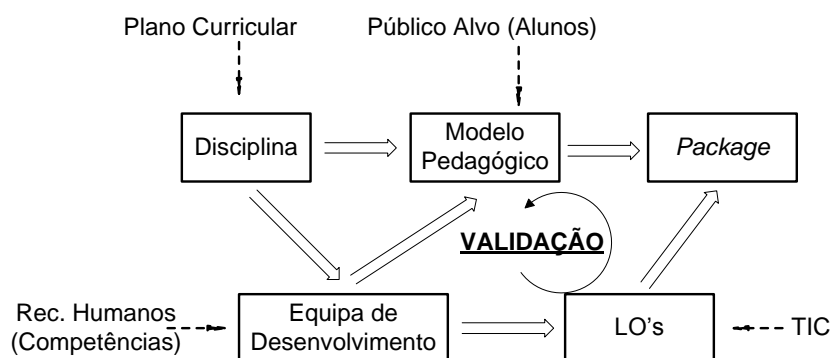 Plano Curricular
Público Alvo (Alunos)
Disciplina
Modelo
Pedagógico
Package
VALIDAÇÃO
Rec. Humanos
(Competências)
Equipa de
Desenvolvimento
LO's
TIC